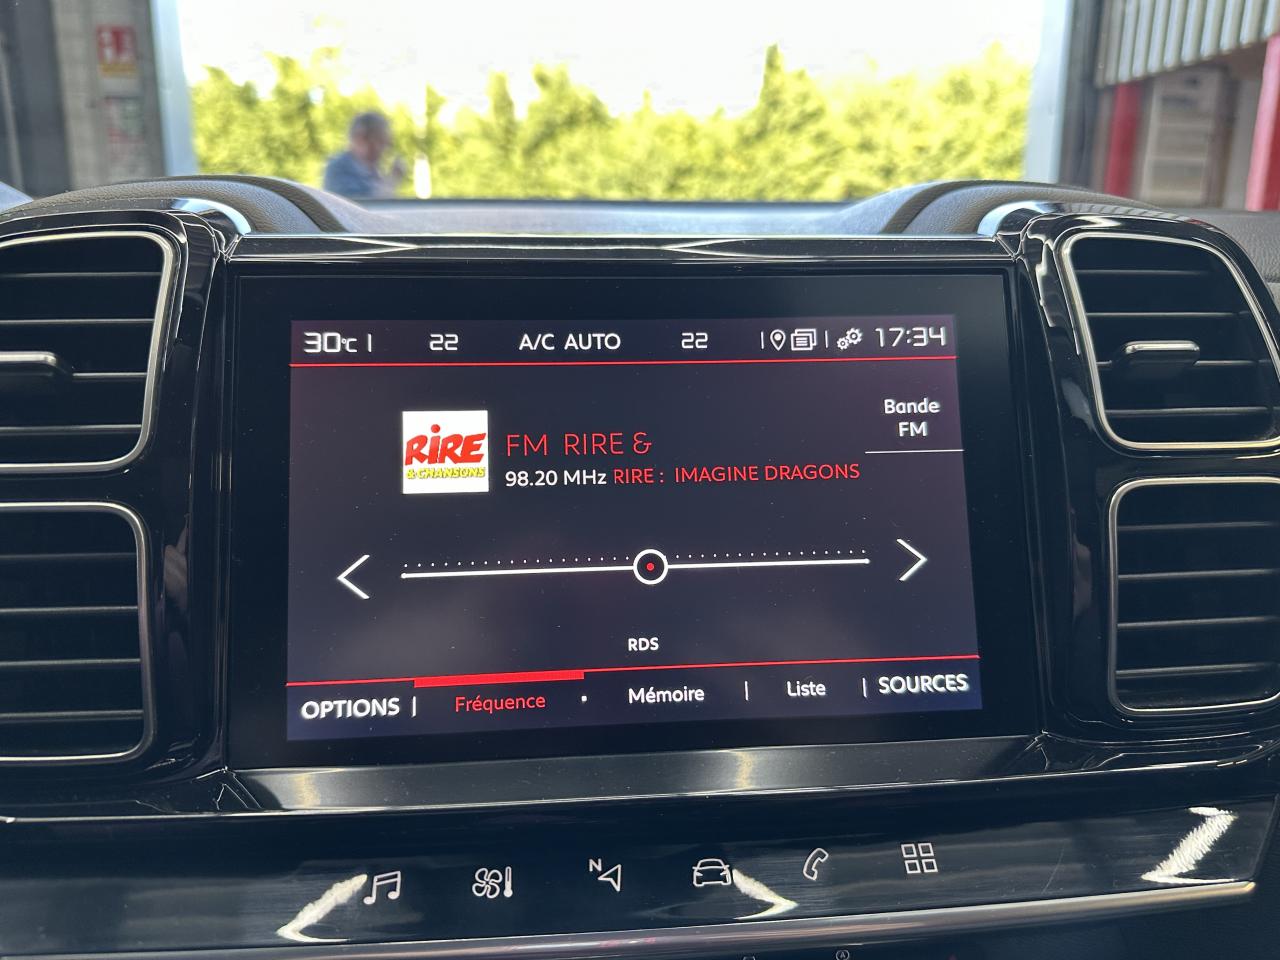 30°C
22
A/C AUTO
22
17:34
Bande
FM
RIRE
& CHANSONS
FM RIRE &
98.20 MHz RIRE : IMAGINE DRAGONS
RDS
OPTIONS
Fréquence
Mémoire
Liste
SOURCES
N